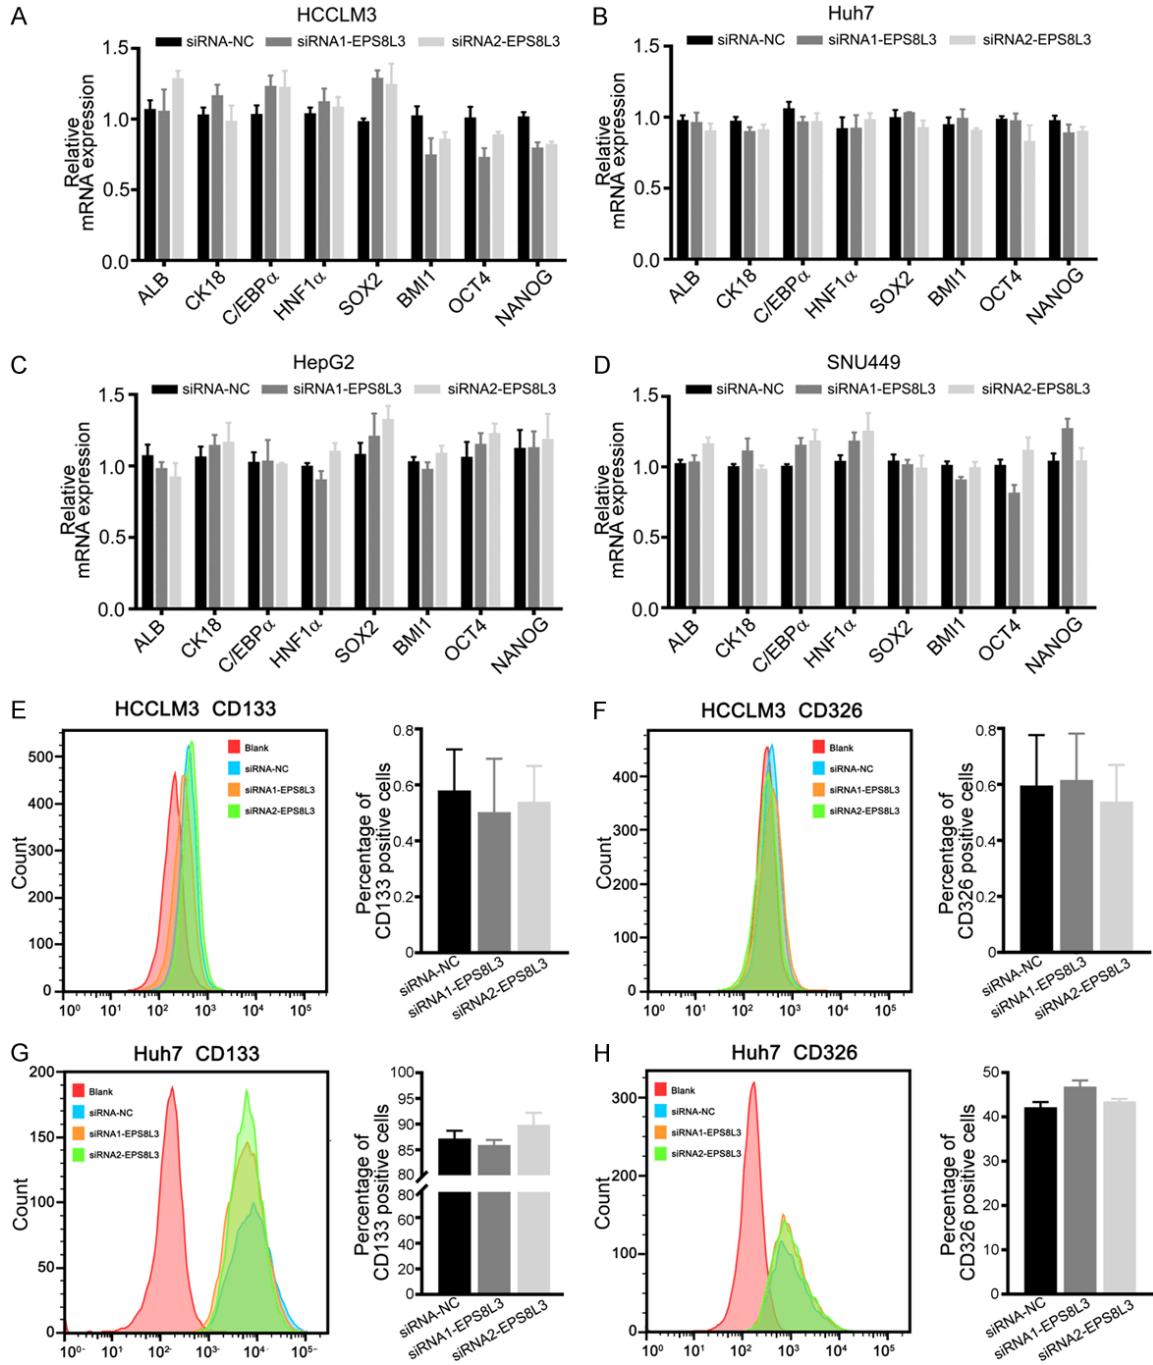 A
HCCLM3
siRNA-NC siRNA1-EPS8L3 siRNA2-EPS8L3
Relative
mRNA expression
1.5
1.0
0.5
0.0
ALB CK18 C/EBPα HNF1α SOX2 BMI1 OCT4 NANOG
B
Huh7
siRNA-NC siRNA1-EPS8L3 siRNA2-EPS8L3
Relative
mRNA expression
1.5
1.0
0.5
0.0
ALB CK18 C/EBPα HNF1α SOX2 BMI1 OCT4 NANOG
C
HepG2
siRNA-NC siRNA1-EPS8L3 siRNA2-EPS8L3
Relative
mRNA expression
1.5
1.0
0.5
0.0
ALB CK18 C/EBPα HNF1α SOX2 BMI1 OCT4 NANOG
D
SNU449
siRNA-NC siRNA1-EPS8L3 siRNA2-EPS8L3
Relative
mRNA expression
1.5
1.0
0.5
0.0
ALB CK18 C/EBPα HNF1α SOX2 BMI1 OCT4 NANOG
E
HCCLM3 CD133
Blank
siRNA-NC
siRNA1-EPS8L3
siRNA2-EPS8L3
Count
500
400
300
200
100
0
10⁰ 10¹ 10² 10³ 10⁴ 10⁵
Percentage of
CD133 positive cells
0.8
0.6
0.4
0.2
0
siRNA-NC
siRNA1-EPS8L3
siRNA2-EPS8L3
F
HCCLM3 CD326
Blank
siRNA-NC
siRNA1-EPS8L3
siRNA2-EPS8L3
Count
400
300
200
100
0
10⁰ 10¹ 10² 10³ 10⁴ 10⁵
Percentage of
CD326 positive cells
0.8
0.6
0.4
0.2
0
siRNA-NC
siRNA1-EPS8L3
siRNA2-EPS8L3
G
Huh7 CD133
Blank
siRNA-NC
siRNA1-EPS8L3
siRNA2-EPS8L3
Count
200
150
100
50
0
10⁰ 10¹ 10² 10³ 10⁴ 10⁵
Percentage of
CD133 positive cells
100
95
90
85
80
80
60
40
20
0
siRNA-NC
siRNA1-EPS8L3
siRNA2-EPS8L3
H
Huh7 CD326
Blank
siRNA-NC
siRNA1-EPS8L3
siRNA2-EPS8L3
Count
300
200
100
0
10⁰ 10¹ 10² 10³ 10⁴ 10⁵
Percentage of
CD326 positive cells
50
40
30
20
10
0
siRNA-NC
siRNA1-EPS8L3
siRNA2-EPS8L3